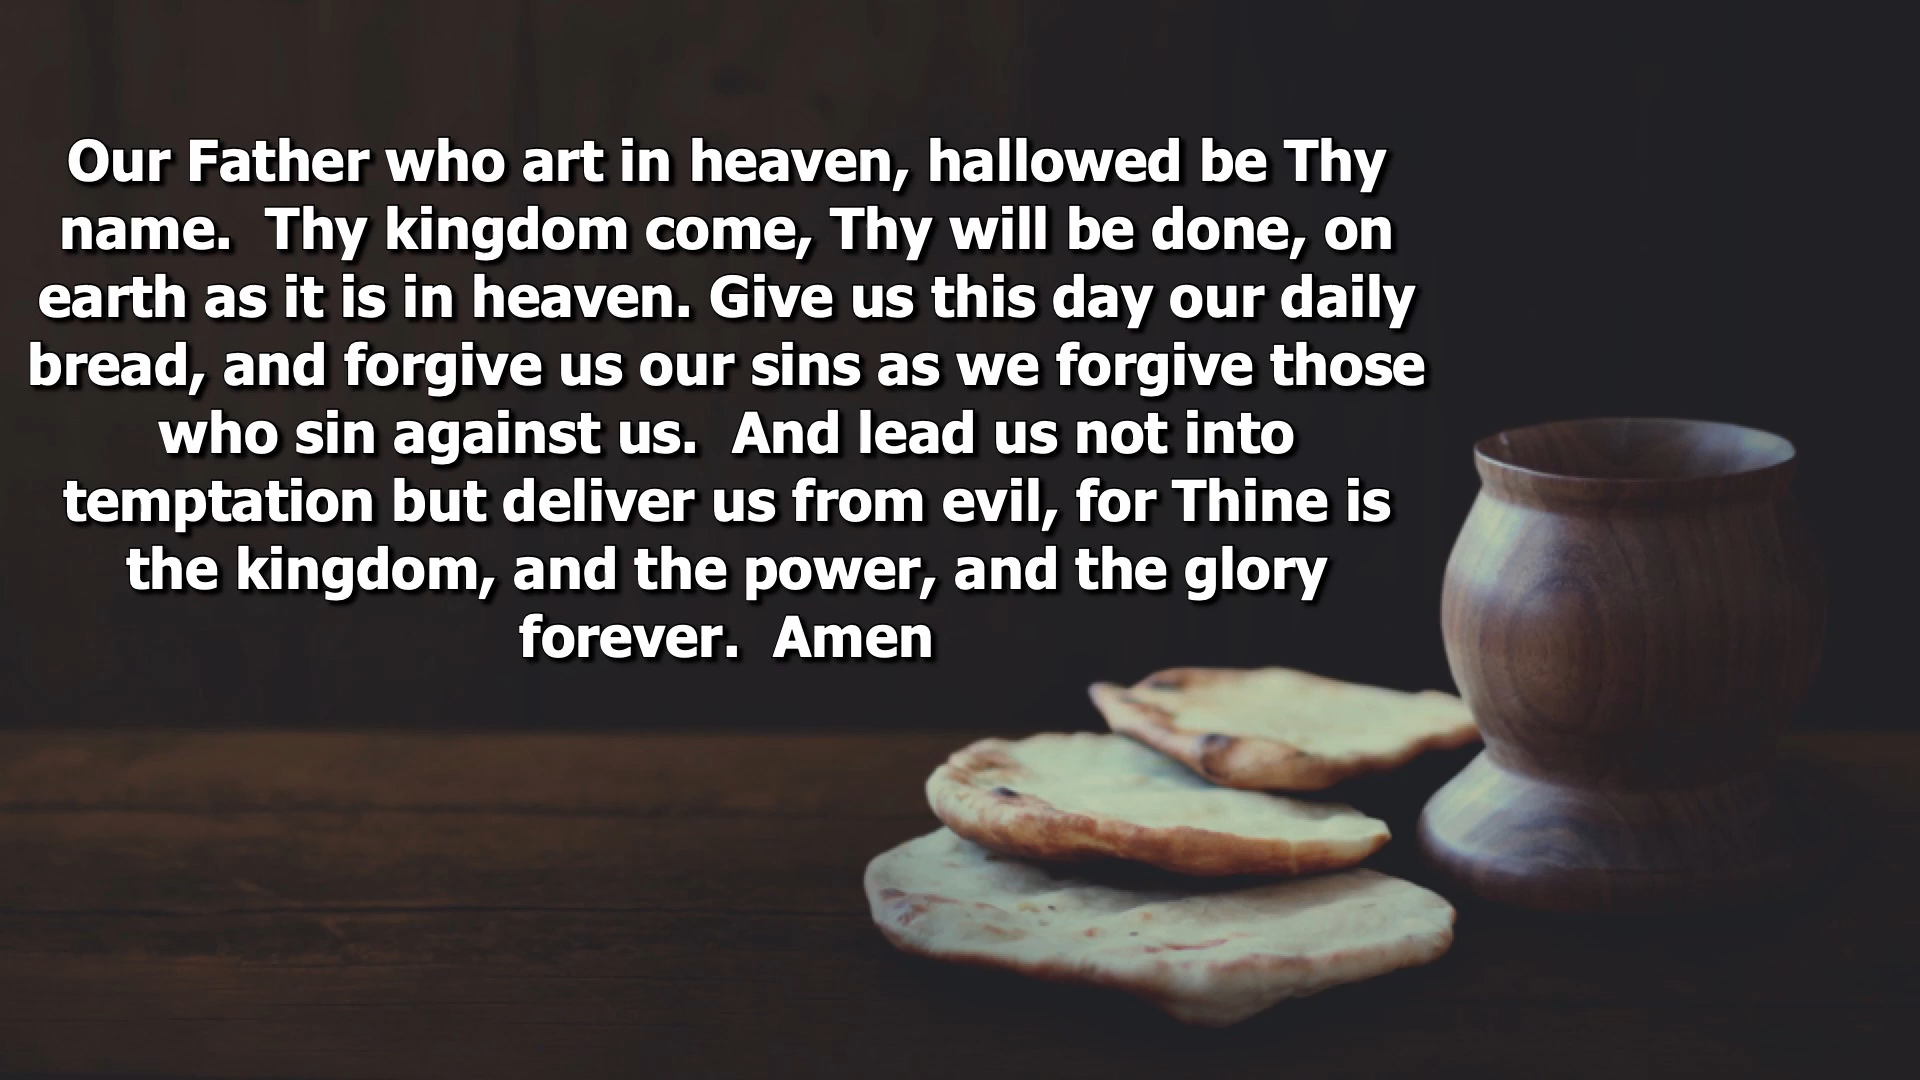 Our Father who art in heaven, hallowed be Thy
name.  Thy kingdom come, Thy will be done, on
earth as it is in heaven. Give us this day our daily
bread, and forgive us our sins as we forgive those
who sin against us.  And lead us not into
temptation but deliver us from evil, for Thine is
the kingdom, and the power, and the glory
forever.  Amen